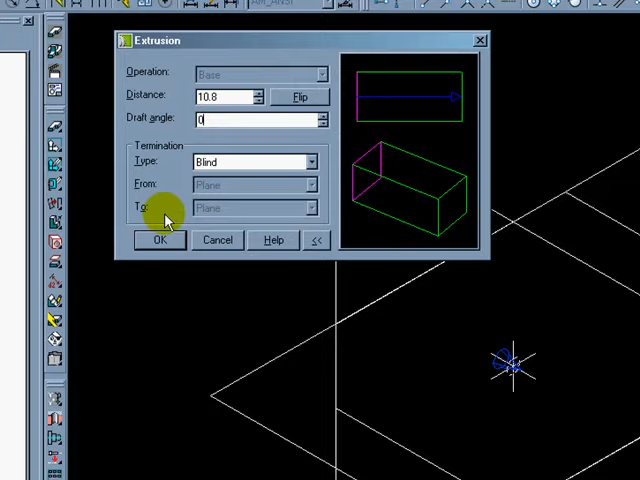 AM_ANSI
Extrusion
Operation: Base
Distance: 10.8 Flip
Draft angle: 0
Termination
Type: Blind
From: Plane
To: Plane
OK Cancel Help <<